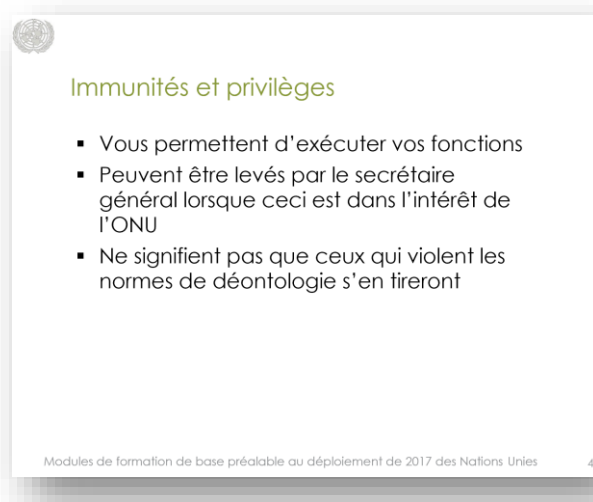 Immunités et privilèges
▪ Vous permettent d’exécuter vos fonctions
▪ Peuvent être levés par le secrétaire
général lorsque ceci est dans l’intérêt de
l’ONU
▪ Ne signifient pas que ceux qui violent les
normes de déontologie s’en tireront
Modules de formation de base préalable au déploiement de 2017 des Nations Unies 4